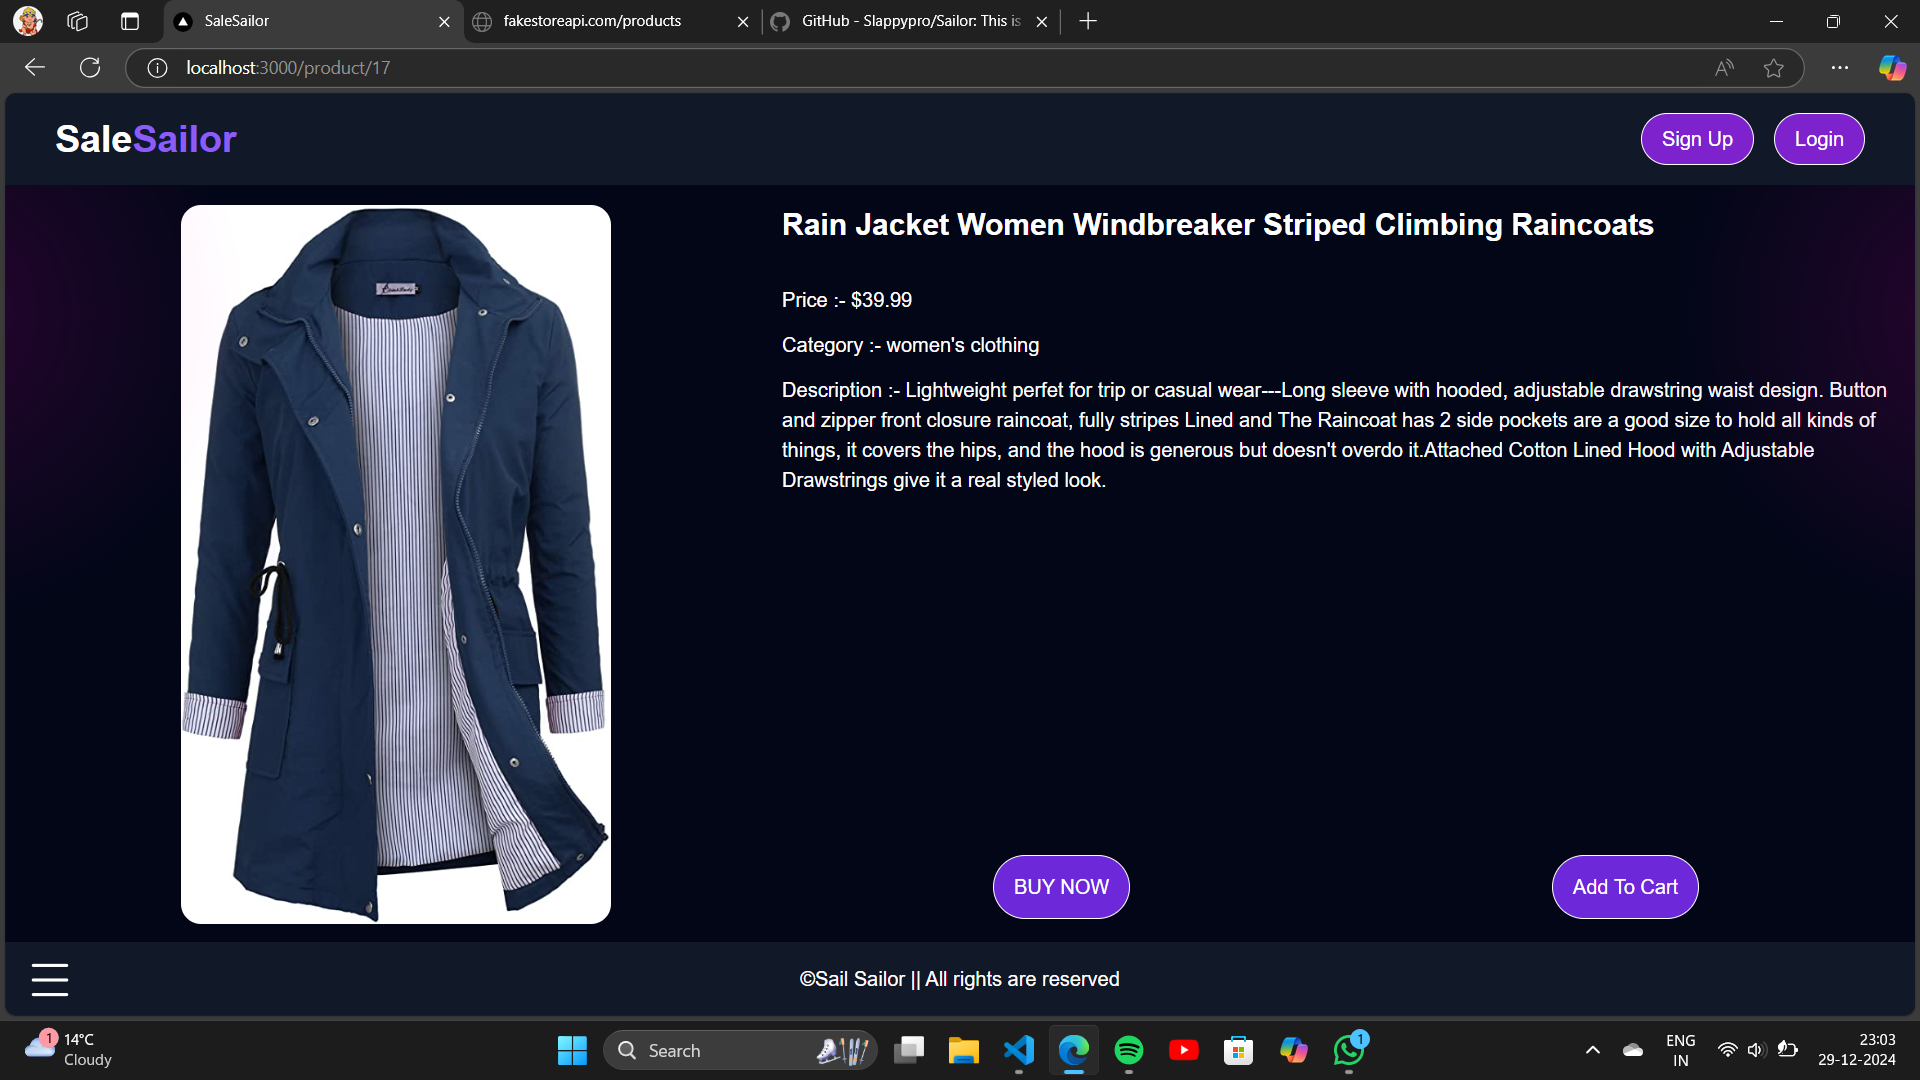 SaleSailor
fakestoreapi.com/products
GitHub - Slappypro/Sailor: This is
localhost:3000/product/17
SaleSailor
Sign Up
Login
Rain Jacket Women Windbreaker Striped Climbing Raincoats
Price :- $39.99
Category :- women's clothing
Description :- Lightweight perfet for trip or casual wear---Long sleeve with hooded, adjustable drawstring waist design. Button
and zipper front closure raincoat, fully stripes Lined and The Raincoat has 2 side pockets are a good size to hold all kinds of
things, it covers the hips, and the hood is generous but doesn't overdo it.Attached Cotton Lined Hood with Adjustable
Drawstrings give it a real styled look.
BUY NOW
Add To Cart
©Sail Sailor || All rights are reserved
1
14°C
Cloudy
Search
1
ENG
IN
23:03
29-12-2024